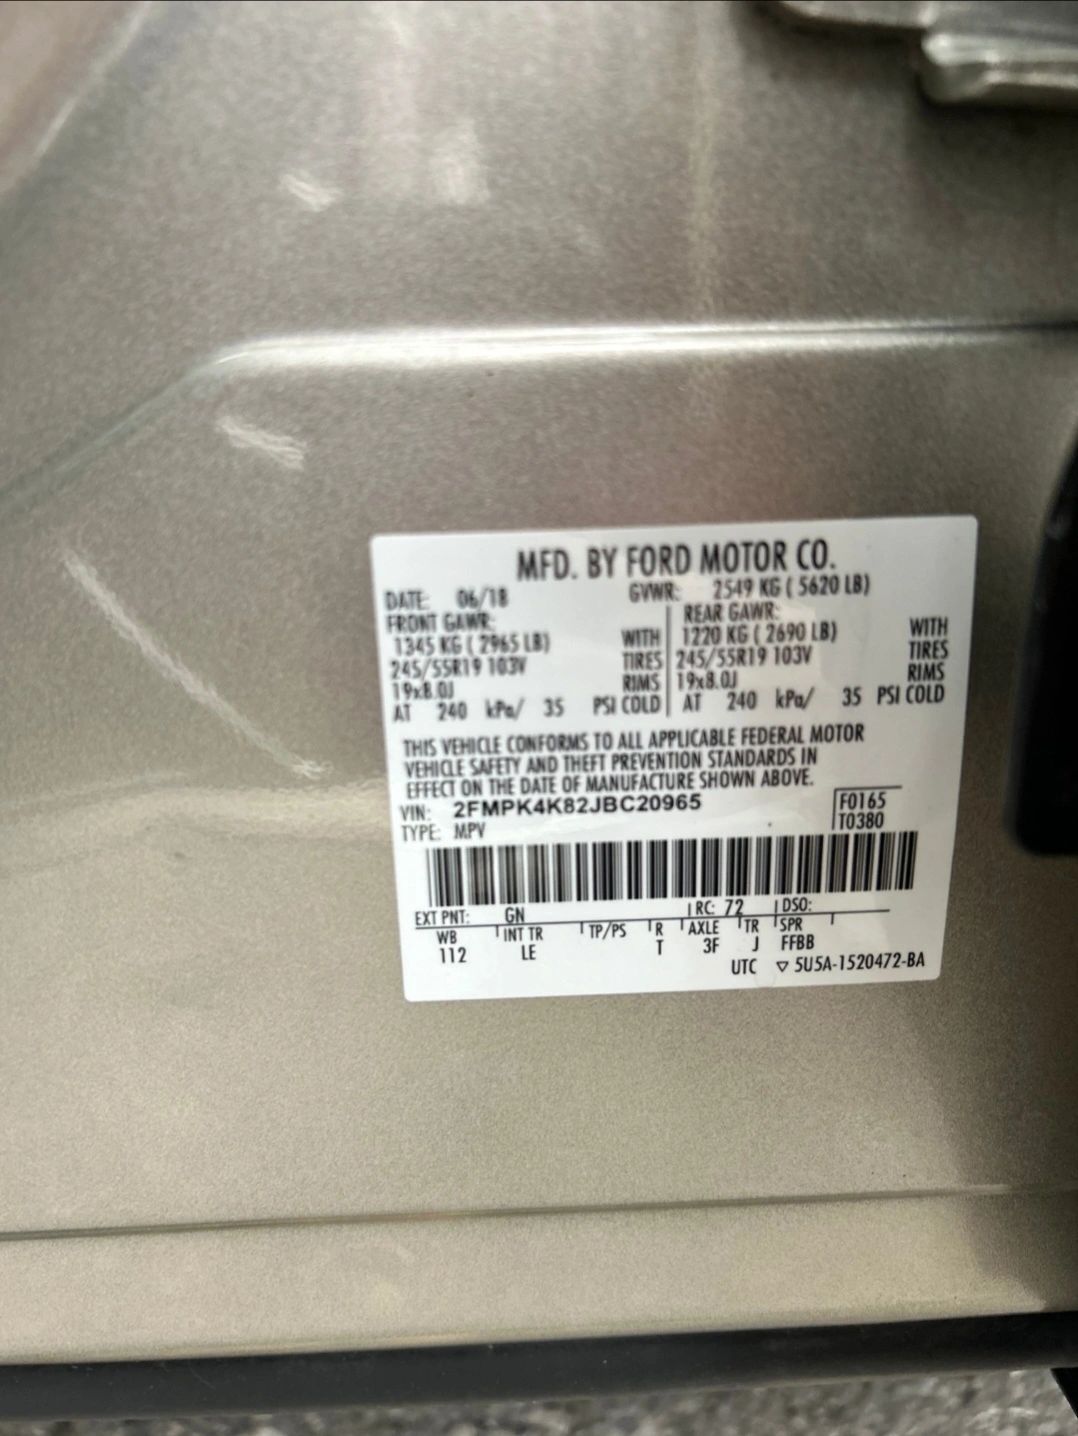 MFD. BY FORD MOTOR CO.
DATE: 06/18 GVWR: 2549 KG ( 5620 LB)
FRONT GAWR: REAR GAWR:
1345 KG ( 2965 LB) WITH 1220 KG ( 2690 LB) WITH
245/55R19 103V TIRES 245/55R19 103V TIRES
19x8.0J RIMS 19x8.0J RIMS
AT 240 kPa/ 35 PSI COLD AT 240 kPa/ 35 PSI COLD
THIS VEHICLE CONFORMS TO ALL APPLICABLE FEDERAL MOTOR
VEHICLE SAFETY AND THEFT PREVENTION STANDARDS IN
EFFECT ON THE DATE OF MANUFACTURE SHOWN ABOVE.
VIN: 2FMPK4K82JBC20965 F0165
TYPE: MPV T0380
EXT PNT: GN RC: 72 DSO:
WB INT TR TP/PS R AXLE TR SPR
112 LE T 3F J FFBB
UTC ▽ 5U5A-1520472-BA